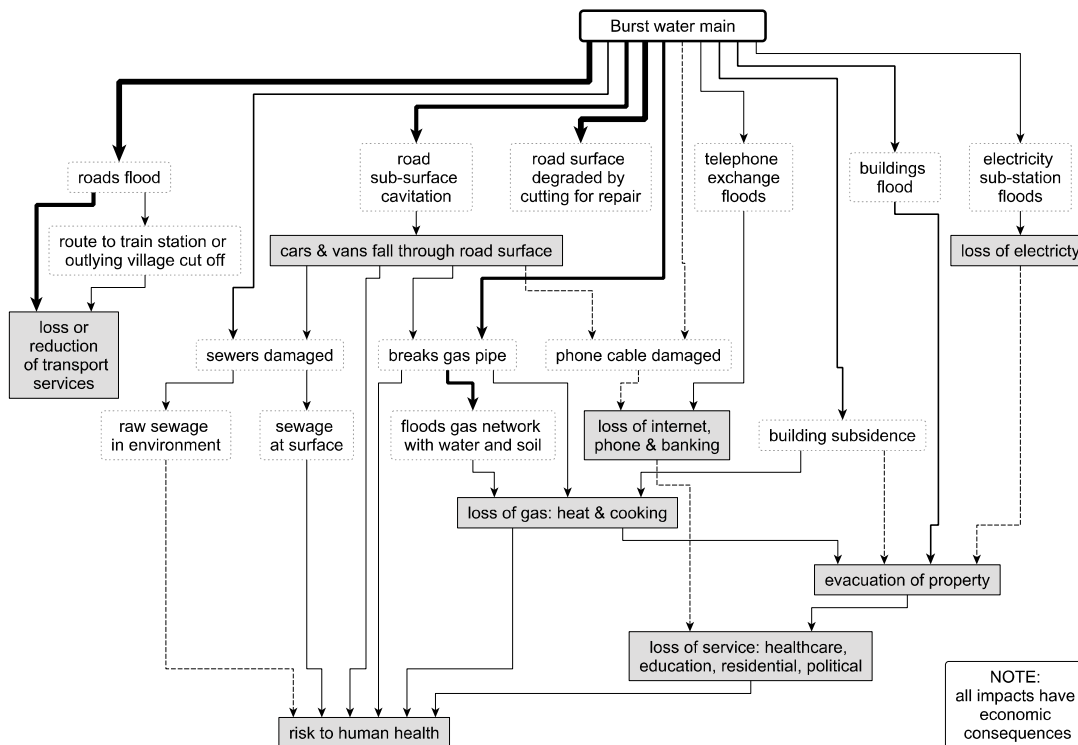 Burst water main
roads flood
road
sub-surface
cavitation
road surface
degraded by
cutting for repair
telephone
exchange
floods
buildings
flood
electricity
sub-station
floods
route to train station or
outlying village cut off
cars & vans fall through road surface
loss of electricty
loss or
reduction
of transport
services
sewers damaged
breaks gas pipe
phone cable damaged
raw sewage
in environment
sewage
at surface
floods gas network
with water and soil
loss of internet,
phone & banking
building subsidence
loss of gas: heat & cooking
evacuation of property
loss of service: healthcare,
education, residential, political
risk to human health
NOTE:
all impacts have
economic
consequences